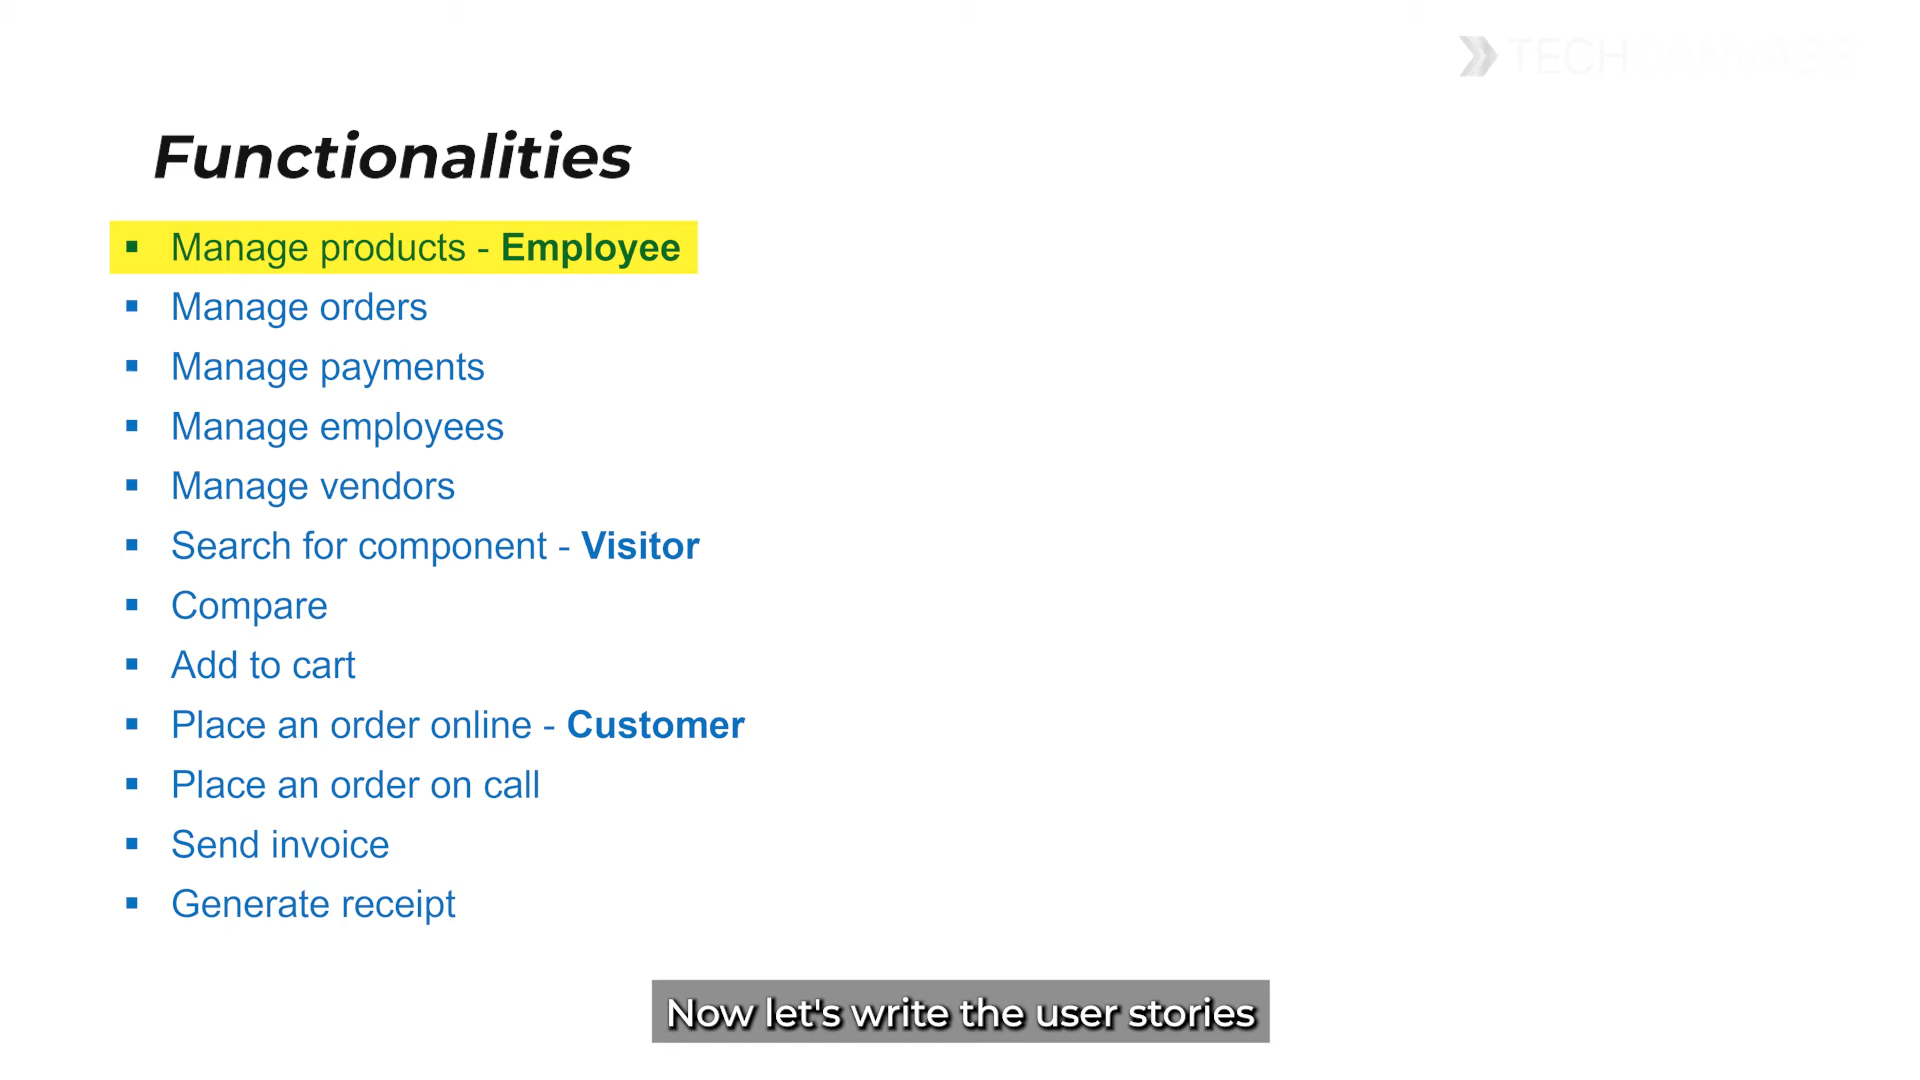 TECHCANVASS
Functionalities
▪ Manage products - Employee
▪ Manage orders
▪ Manage payments
▪ Manage employees
▪ Manage vendors
▪ Search for component - Visitor
▪ Compare
▪ Add to cart
▪ Place an order online - Customer
▪ Place an order on call
▪ Send invoice
▪ Generate receipt
Now let's write the user stories